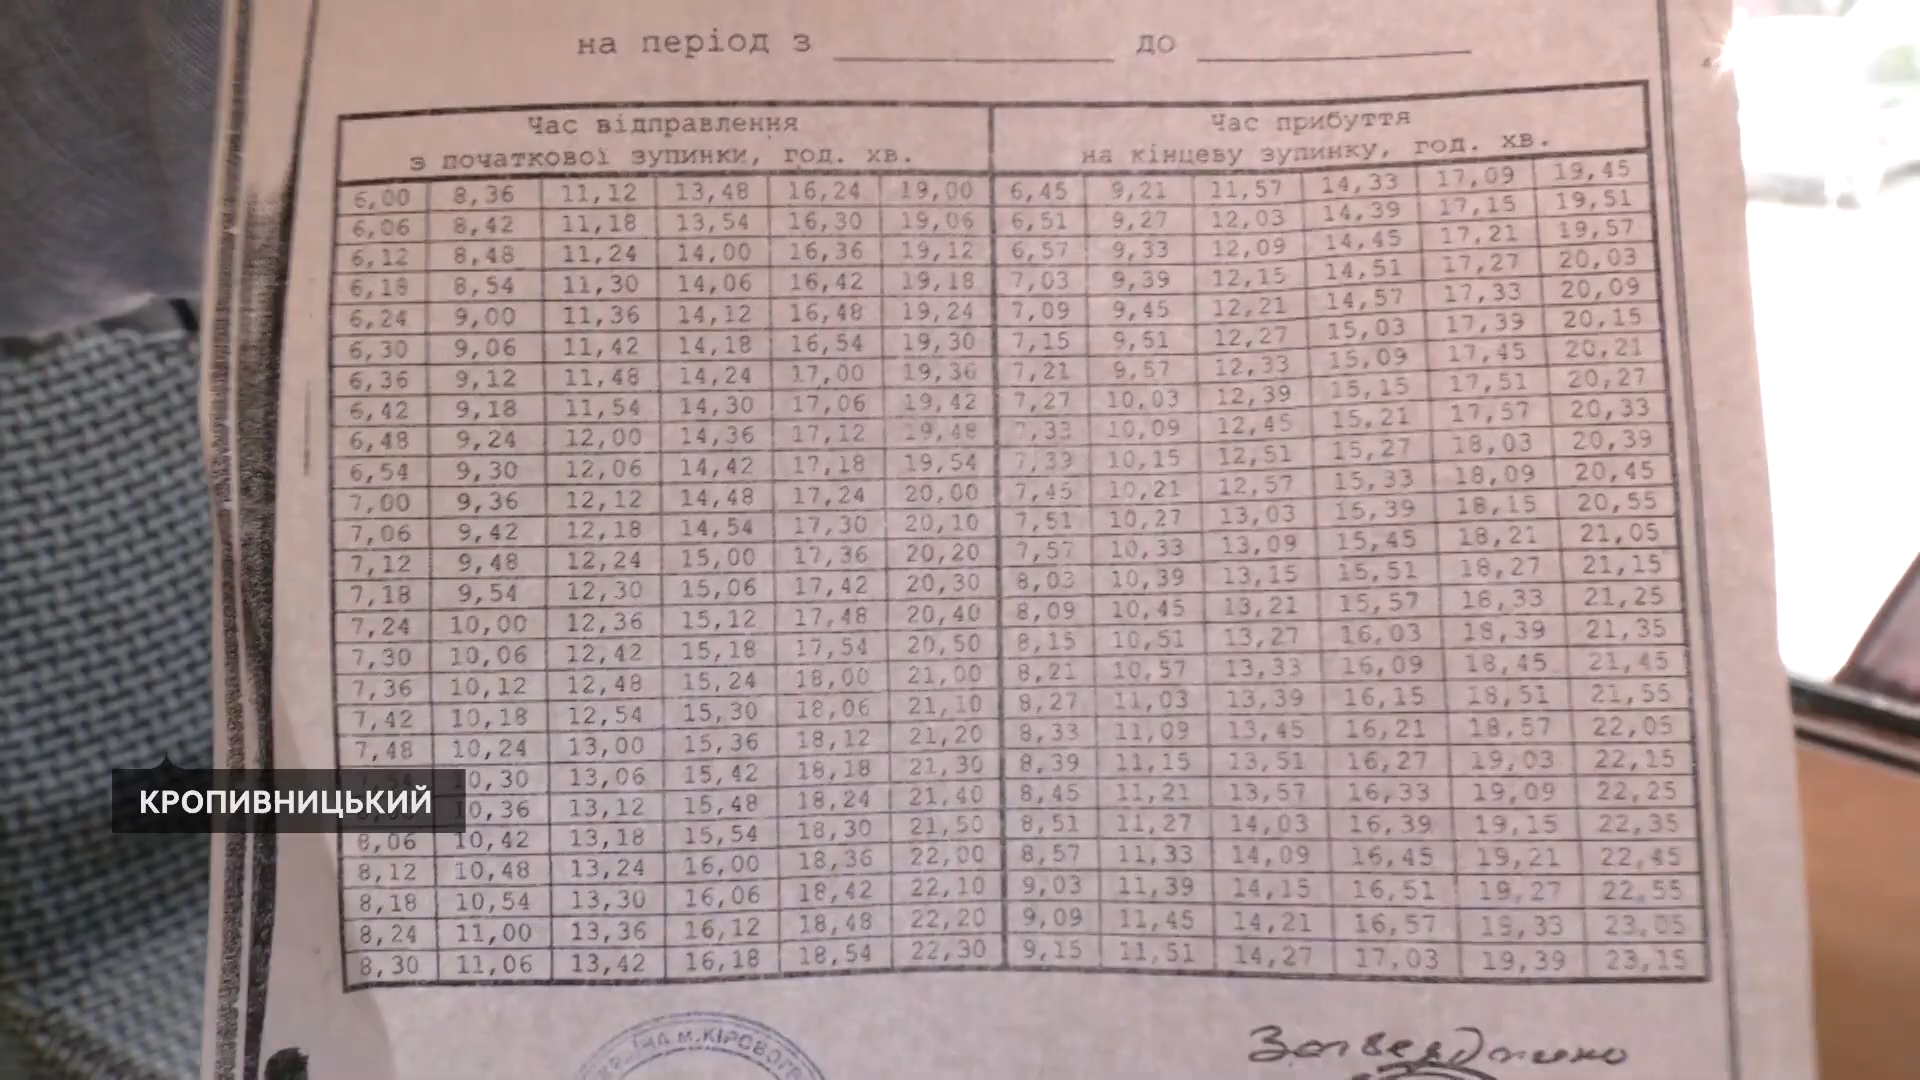 на період з ____________ до ____________
Час відправлення
з початкової зупинки, год. хв.
Час прибуття
на кінцеву зупинку, год. хв.
6,00 8,36 11,12 13,48 16,24 19,00 6,45 9,21 11,57 14,33 17,09 19,45
6,06 8,42 11,18 13,54 16,30 19,06 6,51 9,27 12,03 14,39 17,15 19,51
6,12 8,48 11,24 14,00 16,36 19,12 6,57 9,33 12,09 14,45 17,21 19,57
6,18 8,54 11,30 14,06 16,42 19,18 7,03 9,39 12,15 14,51 17,27 20,03
6,24 9,00 11,36 14,12 16,48 19,24 7,09 9,45 12,21 14,57 17,33 20,09
6,30 9,06 11,42 14,18 16,54 19,30 7,15 9,51 12,27 15,03 17,39 20,15
6,36 9,12 11,48 14,24 17,00 19,36 7,21 9,57 12,33 15,09 17,45 20,21
6,42 9,18 11,54 14,30 17,06 19,42 7,27 10,03 12,39 15,15 17,51 20,27
6,48 9,24 12,00 14,36 17,12 19,48 7,33 10,09 12,45 15,21 17,57 20,33
6,54 9,30 12,06 14,42 17,18 19,54 7,39 10,15 12,51 15,27 18,03 20,39
7,00 9,36 12,12 14,48 17,24 20,00 7,45 10,21 12,57 15,33 18,09 20,45
7,06 9,42 12,18 14,54 17,30 20,10 7,51 10,27 13,03 15,39 18,15 20,55
7,12 9,48 12,24 15,00 17,36 20,20 7,57 10,33 13,09 15,45 18,21 21,05
7,18 9,54 12,30 15,06 17,42 20,30 8,03 10,39 13,15 15,51 18,27 21,15
7,24 10,00 12,36 15,12 17,48 20,40 8,09 10,45 13,21 15,57 18,33 21,25
7,30 10,06 12,42 15,18 17,54 20,50 8,15 10,51 13,27 16,03 18,39 21,35
7,36 10,12 12,48 15,24 18,00 21,00 8,21 10,57 13,33 16,09 18,45 21,45
7,42 10,18 12,54 15,30 18,06 21,10 8,27 11,03 13,39 16,15 18,51 21,55
7,48 10,24 13,00 15,36 18,12 21,20 8,33 11,09 13,45 16,21 18,57 22,05
10,30 13,06 15,42 18,18 21,30 8,39 11,15 13,51 16,27 19,03 22,15
10,36 13,12 15,48 18,24 21,40 8,45 11,21 13,57 16,33 19,09 22,25
8,06 10,42 13,18 15,54 18,30 21,50 8,51 11,27 14,03 16,39 19,15 22,35
8,12 10,48 13,24 16,00 18,36 22,00 8,57 11,33 14,09 16,45 19,21 22,45
8,18 10,54 13,30 16,06 18,42 22,10 9,03 11,39 14,15 16,51 19,27 22,55
8,24 11,00 13,36 16,12 18,48 22,20 9,09 11,45 14,21 16,57 19,33 23,05
8,30 11,06 13,42 16,18 18,54 22,30 9,15 11,51 14,27 17,03 19,39 23,15
КРОПИВНИЦЬКИЙ
М.КІРОВОГР
Затверджено